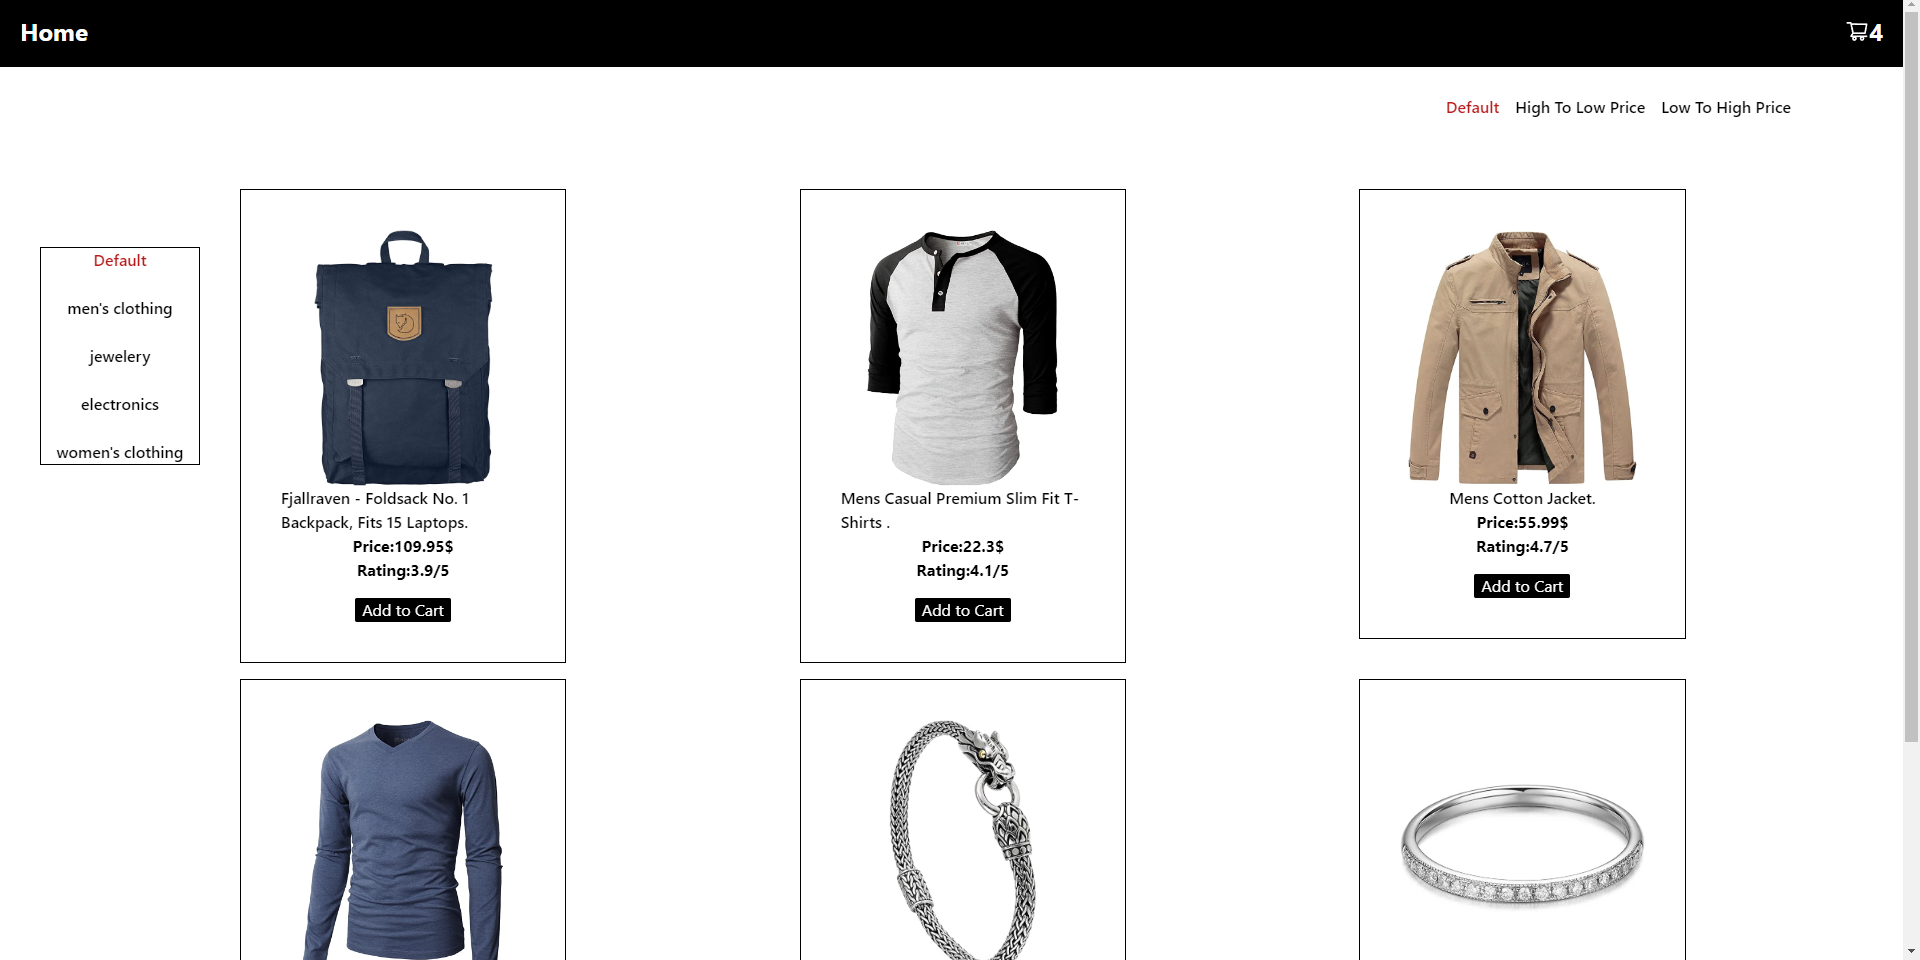 Home
4
Default High To Low Price Low To High Price
Default
men's clothing
jewelery
electronics
women's clothing
Fjallraven - Foldsack No. 1
Backpack, Fits 15 Laptops.
Price:109.95$
Rating:3.9/5
Add to Cart
Mens Casual Premium Slim Fit T-
Shirts .
Price:22.3$
Rating:4.1/5
Add to Cart
Mens Cotton Jacket.
Price:55.99$
Rating:4.7/5
Add to Cart